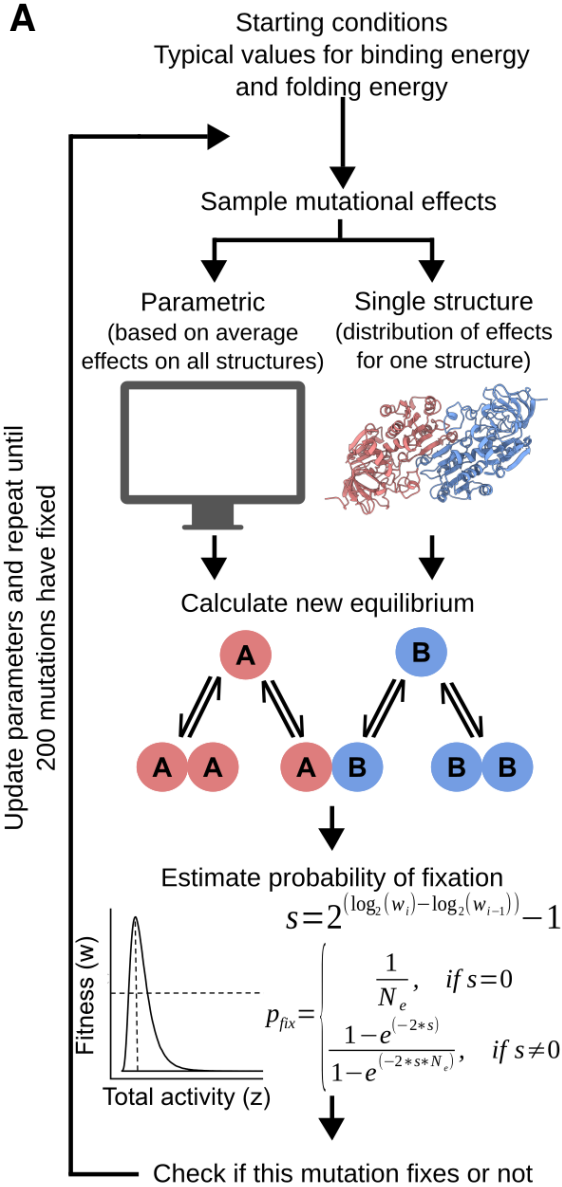 A
Starting conditions
Typical values for binding energy
and folding energy
Sample mutational effects
Parametric
(based on average
effects on all structures)
Single structure
(distribution of effects
for one structure)
Update parameters and repeat until
200 mutations have fixed
Calculate new equilibrium
A
B
A A
A B
B B
Estimate probability of fixation
s=2^(log₂(wᵢ)−log₂(wᵢ₋₁))−1
Fitness (w)
Total activity (z)
p_fix= { 1/Nₑ, if s=0
(1−e^(−2*s))/(1−e^(−2*s*Nₑ)), if s≠0
Check if this mutation fixes or not